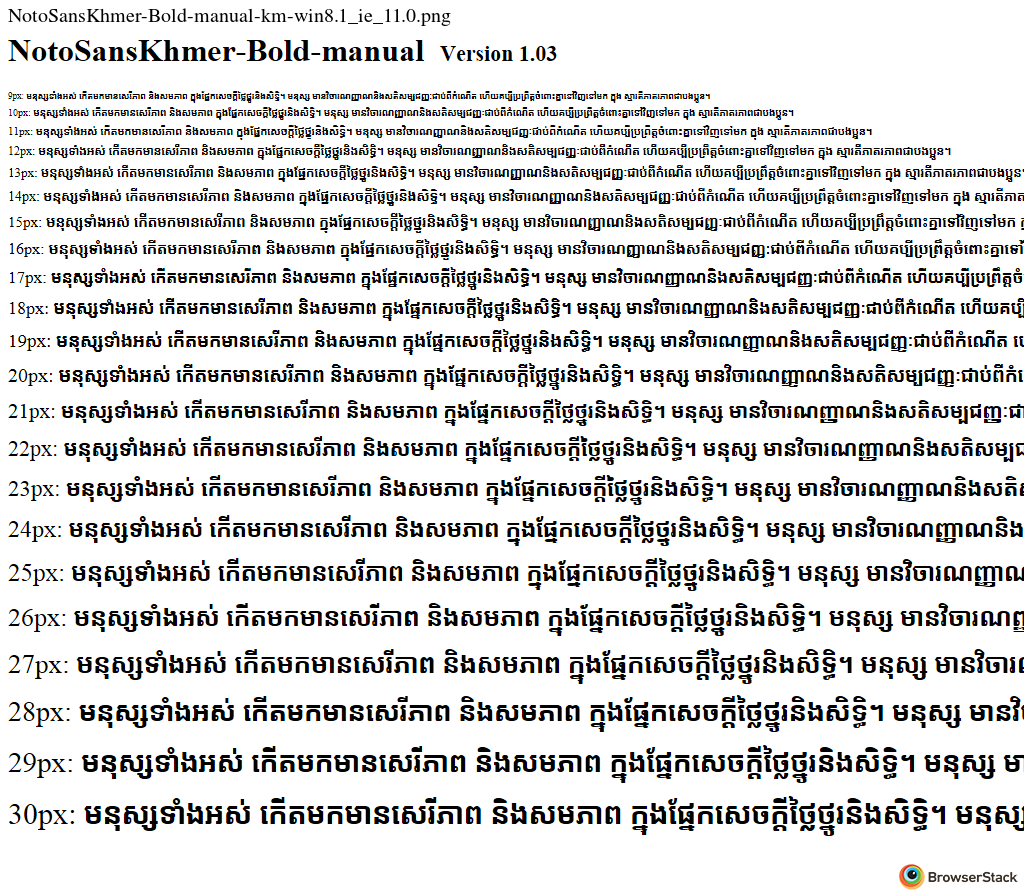 NotoSansKhmer-Bold-manual-km-win8.1_ie_11.0.png
NotoSansKhmer-Bold-manual Version 1.03
9px: មនុស្សទាំងអស់ កើតមកមានសេរីភាព និងសមភាព ក្នុងផ្នែកសេចក្ដីថ្លៃថ្នូរនិងសិទ្ធិ។ មនុស្ស មានវិចារណញ្ញាណនិងសតិសម្បជញ្ញៈជាប់ពីកំណើត ហើយគប្បីប្រព្រឹត្តចំពោះគ្នាទៅវិញទៅមក ក្នុង ស្មារតីភាតរភាពជាបងប្អូន។
10px: មនុស្សទាំងអស់ កើតមកមានសេរីភាព និងសមភាព ក្នុងផ្នែកសេចក្ដីថ្លៃថ្នូរនិងសិទ្ធិ។ មនុស្ស មានវិចារណញ្ញាណនិងសតិសម្បជញ្ញៈជាប់ពីកំណើត ហើយគប្បីប្រព្រឹត្តចំពោះគ្នាទៅវិញទៅមក ក្នុង ស្មារតីភាតរភាពជាបងប្អូន។
11px: មនុស្សទាំងអស់ កើតមកមានសេរីភាព និងសមភាព ក្នុងផ្នែកសេចក្ដីថ្លៃថ្នូរនិងសិទ្ធិ។ មនុស្ស មានវិចារណញ្ញាណនិងសតិសម្បជញ្ញៈជាប់ពីកំណើត ហើយគប្បីប្រព្រឹត្តចំពោះគ្នាទៅវិញទៅមក ក្នុង ស្មារតីភាតរភាពជាបងប្អូន។
12px: មនុស្សទាំងអស់ កើតមកមានសេរីភាព និងសមភាព ក្នុងផ្នែកសេចក្ដីថ្លៃថ្នូរនិងសិទ្ធិ។ មនុស្ស មានវិចារណញ្ញាណនិងសតិសម្បជញ្ញៈជាប់ពីកំណើត ហើយគប្បីប្រព្រឹត្តចំពោះគ្នាទៅវិញទៅមក ក្នុង ស្មារតីភាតរភាពជាបងប្អូន។
13px: មនុស្សទាំងអស់ កើតមកមានសេរីភាព និងសមភាព ក្នុងផ្នែកសេចក្ដីថ្លៃថ្នូរនិងសិទ្ធិ។ មនុស្ស មានវិចារណញ្ញាណនិងសតិសម្បជញ្ញៈជាប់ពីកំណើត ហើយគប្បីប្រព្រឹត្តចំពោះគ្នាទៅវិញទៅមក ក្នុង ស្មារតីភាតរភាពជាបងប្អូន។
14px: មនុស្សទាំងអស់ កើតមកមានសេរីភាព និងសមភាព ក្នុងផ្នែកសេចក្ដីថ្លៃថ្នូរនិងសិទ្ធិ។ មនុស្ស មានវិចារណញ្ញាណនិងសតិសម្បជញ្ញៈជាប់ពីកំណើត ហើយគប្បីប្រព្រឹត្តចំពោះគ្នាទៅវិញទៅមក ក្នុង ស្មារតីភាត
15px: មនុស្សទាំងអស់ កើតមកមានសេរីភាព និងសមភាព ក្នុងផ្នែកសេចក្ដីថ្លៃថ្នូរនិងសិទ្ធិ។ មនុស្ស មានវិចារណញ្ញាណនិងសតិសម្បជញ្ញៈជាប់ពីកំណើត ហើយគប្បីប្រព្រឹត្តចំពោះគ្នាទៅវិញទៅមក
16px: មនុស្សទាំងអស់ កើតមកមានសេរីភាព និងសមភាព ក្នុងផ្នែកសេចក្ដីថ្លៃថ្នូរនិងសិទ្ធិ។ មនុស្ស មានវិចារណញ្ញាណនិងសតិសម្បជញ្ញៈជាប់ពីកំណើត ហើយគប្បីប្រព្រឹត្តចំពោះគ្នាទៅ
17px: មនុស្សទាំងអស់ កើតមកមានសេរីភាព និងសមភាព ក្នុងផ្នែកសេចក្ដីថ្លៃថ្នូរនិងសិទ្ធិ។ មនុស្ស មានវិចារណញ្ញាណនិងសតិសម្បជញ្ញៈជាប់ពីកំណើត ហើយគប្បីប្រព្រឹត្តចំ
18px: មនុស្សទាំងអស់ កើតមកមានសេរីភាព និងសមភាព ក្នុងផ្នែកសេចក្ដីថ្លៃថ្នូរនិងសិទ្ធិ។ មនុស្ស មានវិចារណញ្ញាណនិងសតិសម្បជញ្ញៈជាប់ពីកំណើត ហើយគប្បី
19px: មនុស្សទាំងអស់ កើតមកមានសេរីភាព និងសមភាព ក្នុងផ្នែកសេចក្ដីថ្លៃថ្នូរនិងសិទ្ធិ។ មនុស្ស មានវិចារណញ្ញាណនិងសតិសម្បជញ្ញៈជាប់ពីកំណើត
20px: មនុស្សទាំងអស់ កើតមកមានសេរីភាព និងសមភាព ក្នុងផ្នែកសេចក្ដីថ្លៃថ្នូរនិងសិទ្ធិ។ មនុស្ស មានវិចារណញ្ញាណនិងសតិសម្បជញ្ញៈជាប់ពីកំ
21px: មនុស្សទាំងអស់ កើតមកមានសេរីភាព និងសមភាព ក្នុងផ្នែកសេចក្ដីថ្លៃថ្នូរនិងសិទ្ធិ។ មនុស្ស មានវិចារណញ្ញាណនិងសតិសម្បជញ្ញៈជា
22px: មនុស្សទាំងអស់ កើតមកមានសេរីភាព និងសមភាព ក្នុងផ្នែកសេចក្ដីថ្លៃថ្នូរនិងសិទ្ធិ។ មនុស្ស មានវិចារណញ្ញាណនិងសតិសម្បជ
23px: មនុស្សទាំងអស់ កើតមកមានសេរីភាព និងសមភាព ក្នុងផ្នែកសេចក្ដីថ្លៃថ្នូរនិងសិទ្ធិ។ មនុស្ស មានវិចារណញ្ញាណនិងសតិ
24px: មនុស្សទាំងអស់ កើតមកមានសេរីភាព និងសមភាព ក្នុងផ្នែកសេចក្ដីថ្លៃថ្នូរនិងសិទ្ធិ។ មនុស្ស មានវិចារណញ្ញាណនិង
25px: មនុស្សទាំងអស់ កើតមកមានសេរីភាព និងសមភាព ក្នុងផ្នែកសេចក្ដីថ្លៃថ្នូរនិងសិទ្ធិ។ មនុស្ស មានវិចារណញ្ញាណ
26px: មនុស្សទាំងអស់ កើតមកមានសេរីភាព និងសមភាព ក្នុងផ្នែកសេចក្ដីថ្លៃថ្នូរនិងសិទ្ធិ។ មនុស្ស មានវិចារណ
27px: មនុស្សទាំងអស់ កើតមកមានសេរីភាព និងសមភាព ក្នុងផ្នែកសេចក្ដីថ្លៃថ្នូរនិងសិទ្ធិ។ មនុស្ស មានវិចារ
28px: មនុស្សទាំងអស់ កើតមកមានសេរីភាព និងសមភាព ក្នុងផ្នែកសេចក្ដីថ្លៃថ្នូរនិងសិទ្ធិ។ មនុស្ស មានវិ
29px: មនុស្សទាំងអស់ កើតមកមានសេរីភាព និងសមភាព ក្នុងផ្នែកសេចក្ដីថ្លៃថ្នូរនិងសិទ្ធិ។ មនុស្ស មា
30px: មនុស្សទាំងអស់ កើតមកមានសេរីភាព និងសមភាព ក្នុងផ្នែកសេចក្ដីថ្លៃថ្នូរនិងសិទ្ធិ។ មនុស្ស
BrowserStack